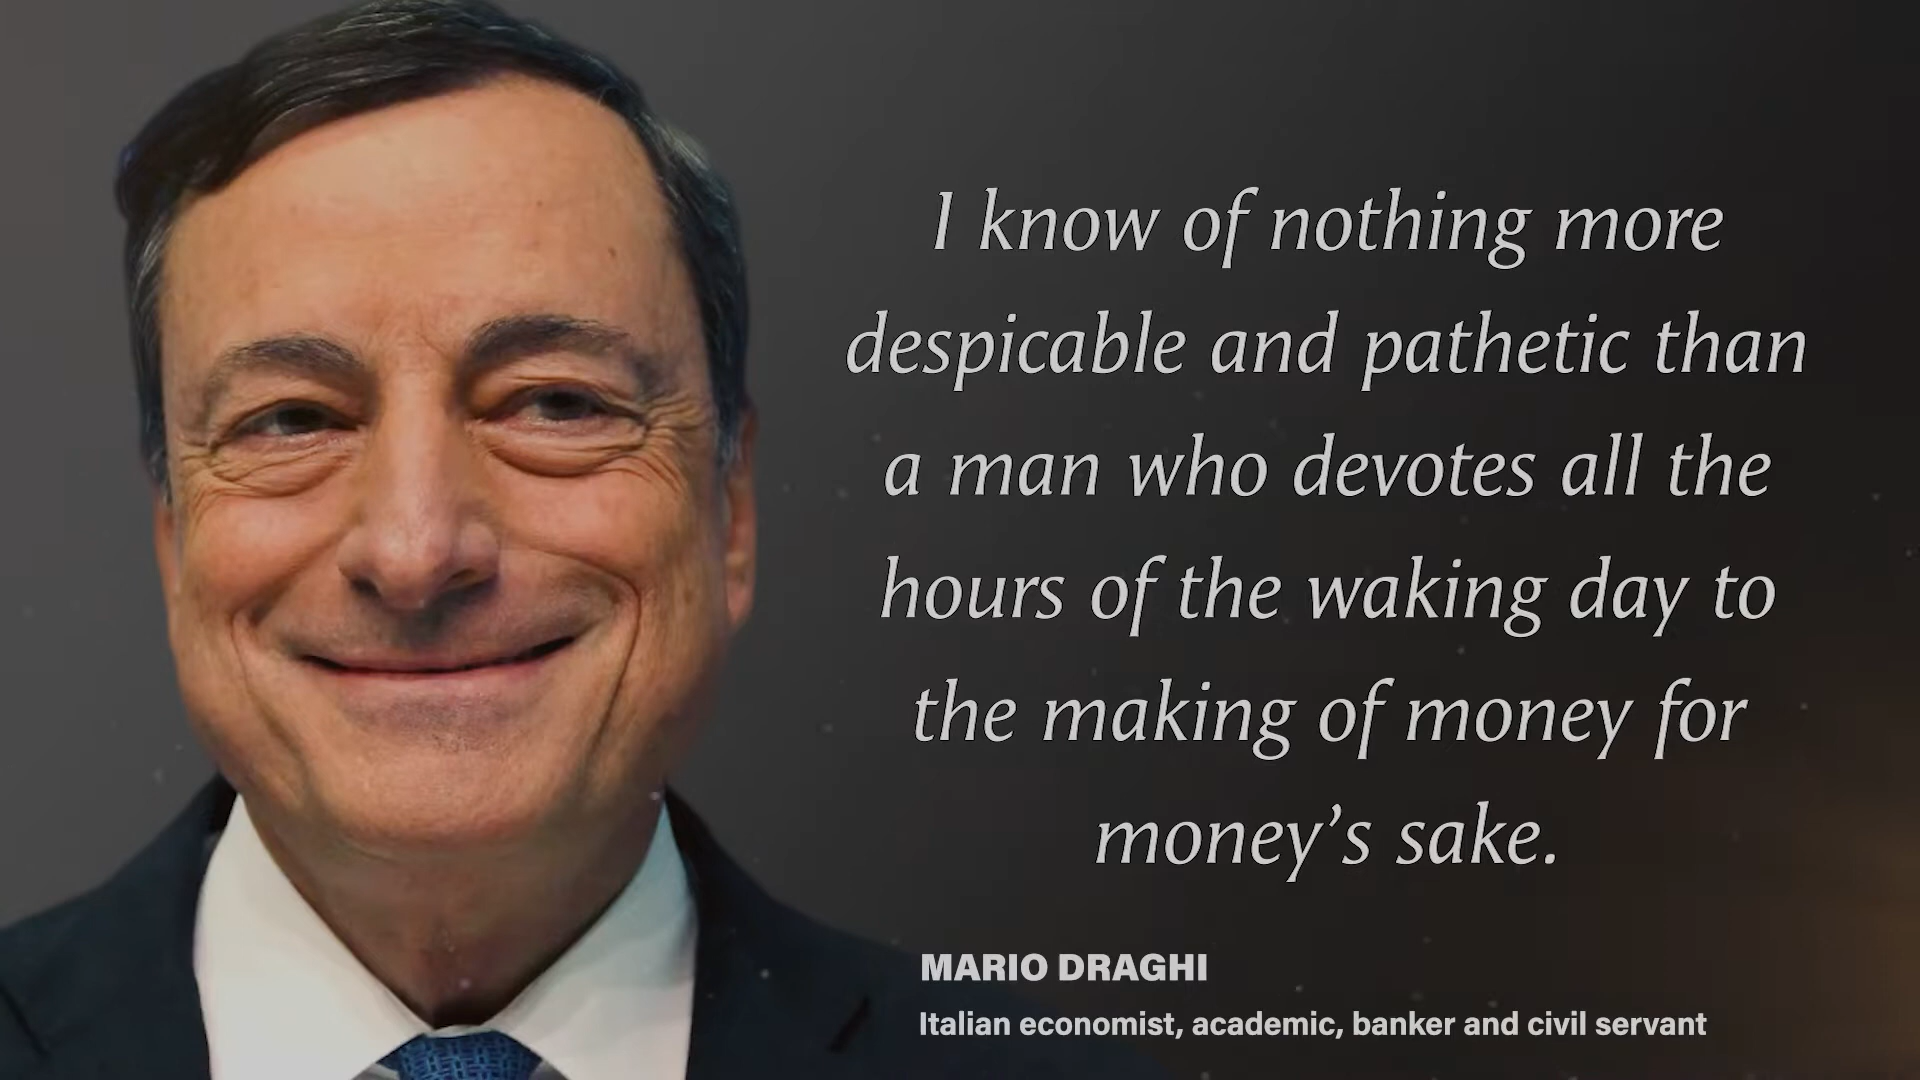 I know of nothing more
despicable and pathetic than
a man who devotes all the
hours of the waking day to
the making of money for
money’s sake.
MARIO DRAGHI
Italian economist, academic, banker and civil servant